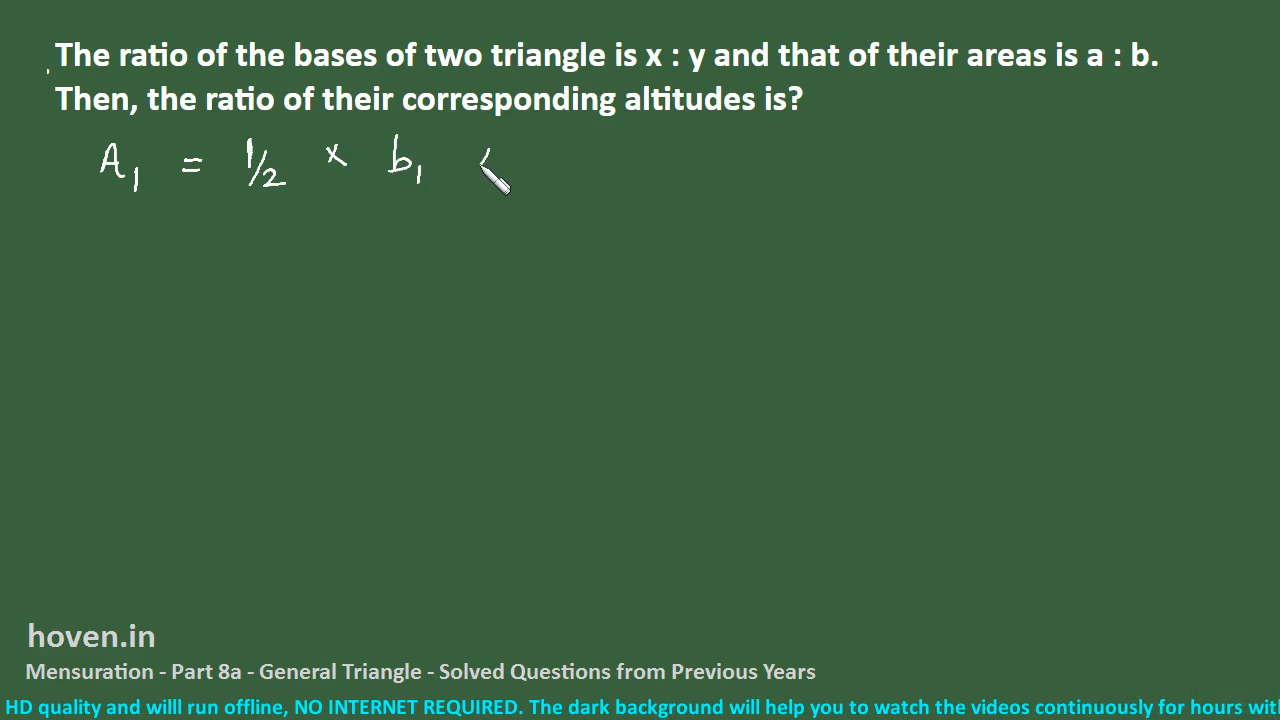 The ratio of the bases of two triangle is x : y and that of their areas is a : b.
Then, the ratio of their corresponding altitudes is?
A₁ = 1/2 × b₁
hoven.in
Mensuration - Part 8a - General Triangle - Solved Questions from Previous Years
HD quality and willl run offline, NO INTERNET REQUIRED. The dark background will help you to watch the videos continuously for hours